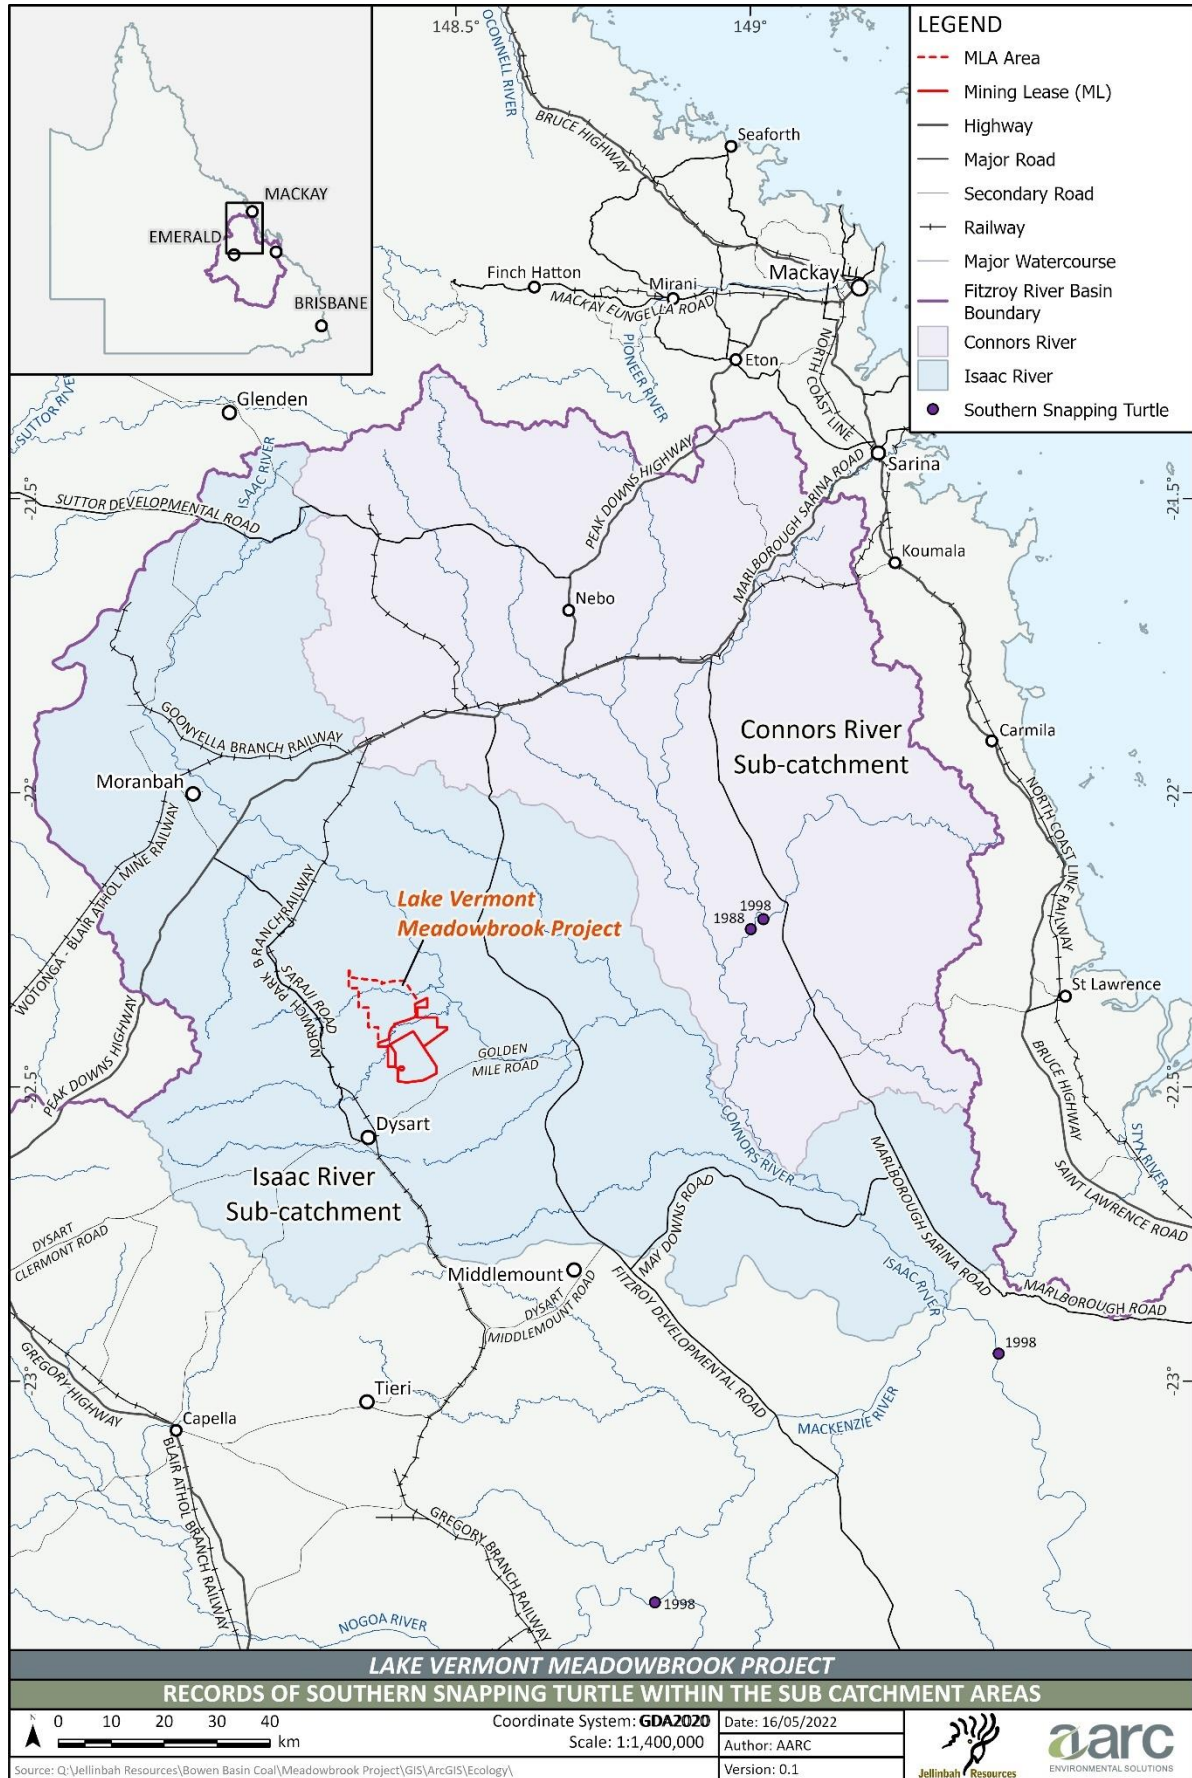 148.5°
149°
OCONNELL RIVER
BRUCE HIGHWAY
Seaforth
MACKAY
EMERALD
BRISBANE
LEGEND
MLA Area
Mining Lease (ML)
Highway
Major Road
Secondary Road
Railway
Major Watercourse
Fitzroy River Basin
Boundary
Connors River
Isaac River
Southern Snapping Turtle
Finch Hatton
Mirani
Mackay
MACKAY EUNGELLA ROAD
PIONEER RIVER
Eton
NORTH COAST LINE
SUTTOR RIVER
Glenden
ISAAC RIVER
Sarina
PEAK DOWNS HIGHWAY
MARLBOROUGH SARINA ROAD
-21.5°
-21.5°
SUTTOR DEVELOPMENTAL ROAD
Koumala
Nebo
GOONYELLA BRANCH RAILWAY
Connors River
Sub-catchment
Carmila
Moranbah
-22°
-22°
NORTH COAST LINE RAILWAY
WOTONGA - BLAIR ATHOL MINE RAILWAY
Lake Vermont
Meadowbrook Project
1998
1988
NORWICH PARK BRANCH RAILWAY
SARAJI ROAD
St Lawrence
GOLDEN
MILE ROAD
PEAK DOWNS HIGHWAY
-22.5°
-22.5°
BRUCE HIGHWAY
Dysart
CONNORS RIVER
STYX RIVER
Isaac River
Sub-catchment
MARLBOROUGH SARINA ROAD
SAINT LAWRENCE ROAD
MAY DOWNS ROAD
DYSART
CLERMONT ROAD
Middlemount
DYSART
MIDDLEMOUNT ROAD
ISAAC RIVER
MARLBOROUGH ROAD
FITZROY DEVELOPMENTAL ROAD
1998
-23°
-23°
GREGORY HIGHWAY
Tieri
Capella
MACKENZIE RIVER
BLAIR ATHOL BRANCH RAILWAY
GREGORY BRANCH RAILWAY
1998
NOGOA RIVER
LAKE VERMONT MEADOWBROOK PROJECT
RECORDS OF SOUTHERN SNAPPING TURTLE WITHIN THE SUB CATCHMENT AREAS
N
0 10 20 30 40
km
Coordinate System: GDA2020
Scale: 1:1,400,000
Date: 16/05/2022
Author: AARC
Version: 0.1
Source: Q:\Jellinbah Resources\Bowen Basin Coal\Meadowbrook Project\GIS\ArcGIS\Ecology\
Jellinbah Resources
aarc
ENVIRONMENTAL SOLUTIONS